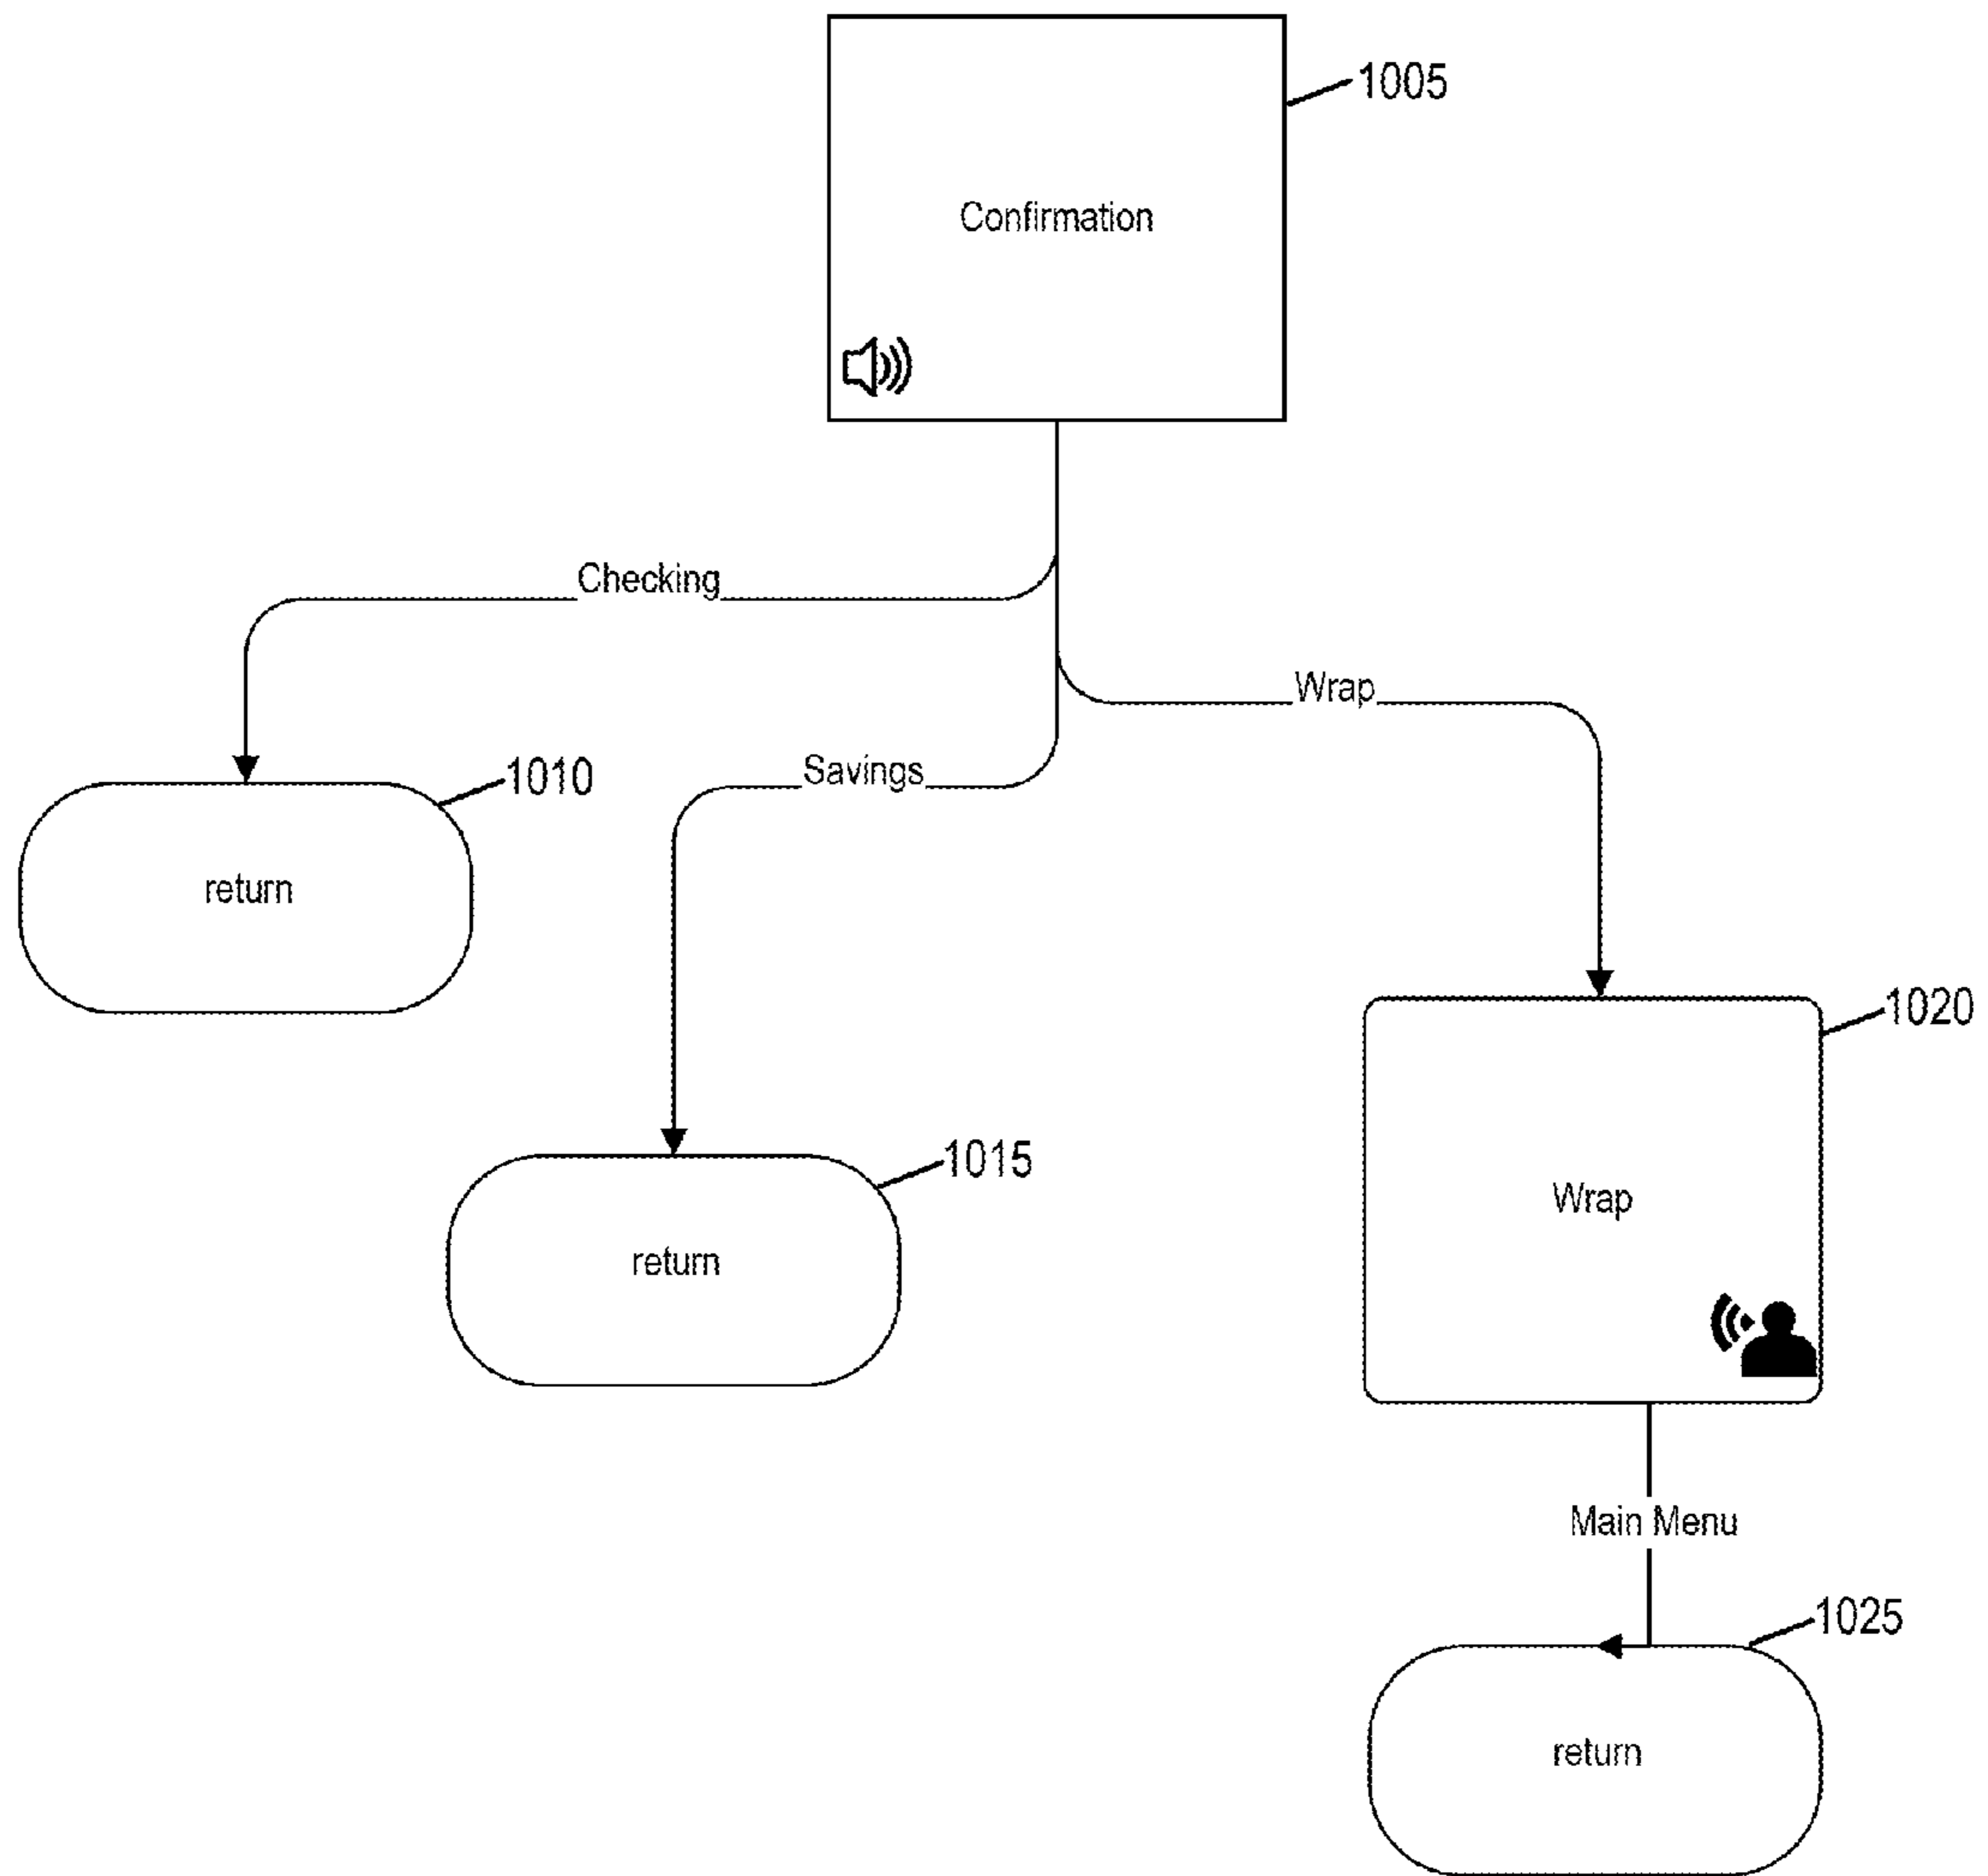 1005
Confirmation
Checking
Wrap
Savings
1010
return
1020
1015
Wrap
return
Main Menu
1025
return